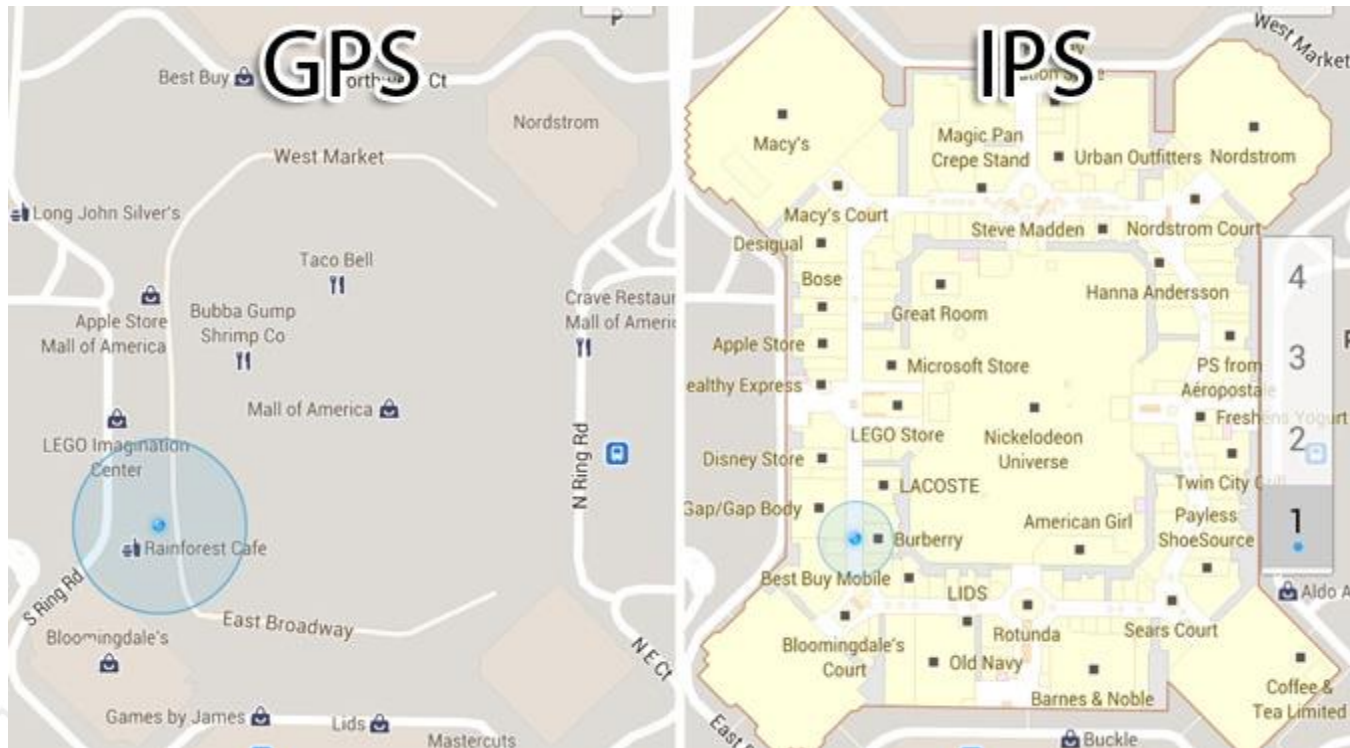 GPS
P
Best Buy
Ct
Nordstrom
West Market
Long John Silver's
Taco Bell
Apple Store
Mall of America
Bubba Gump
Shrimp Co
Crave Restaur
Mall of Ameri
Mall of America
LEGO Imagination
Center
N Ring Rd
Rainforest Cafe
S Ring Rd
East Broadway
Bloomingdale's
N E Ct
Games by James
Lids
Mastercuts
IPS
West Market
Macy's
Magic Pan
Crepe Stand
Urban Outfitters
Nordstrom
Macy's Court
Steve Madden
Nordstrom Court
Desigual
Bose
Hanna Andersson
Great Room
4
Apple Store
Microsoft Store
PS from
Aéropostale
3
ealthy Express
LEGO Store
Nickelodeon
Universe
Freshens Yogurt
2
Disney Store
LACOSTE
Twin City
Gap/Gap Body
American Girl
Payless
ShoeSource
1
Burberry
Best Buy Mobile
LIDS
Aldo A
Bloomingdale's
Court
Rotunda
Sears Court
Old Navy
Barnes & Noble
Coffee &
Tea Limited
East
Buckle